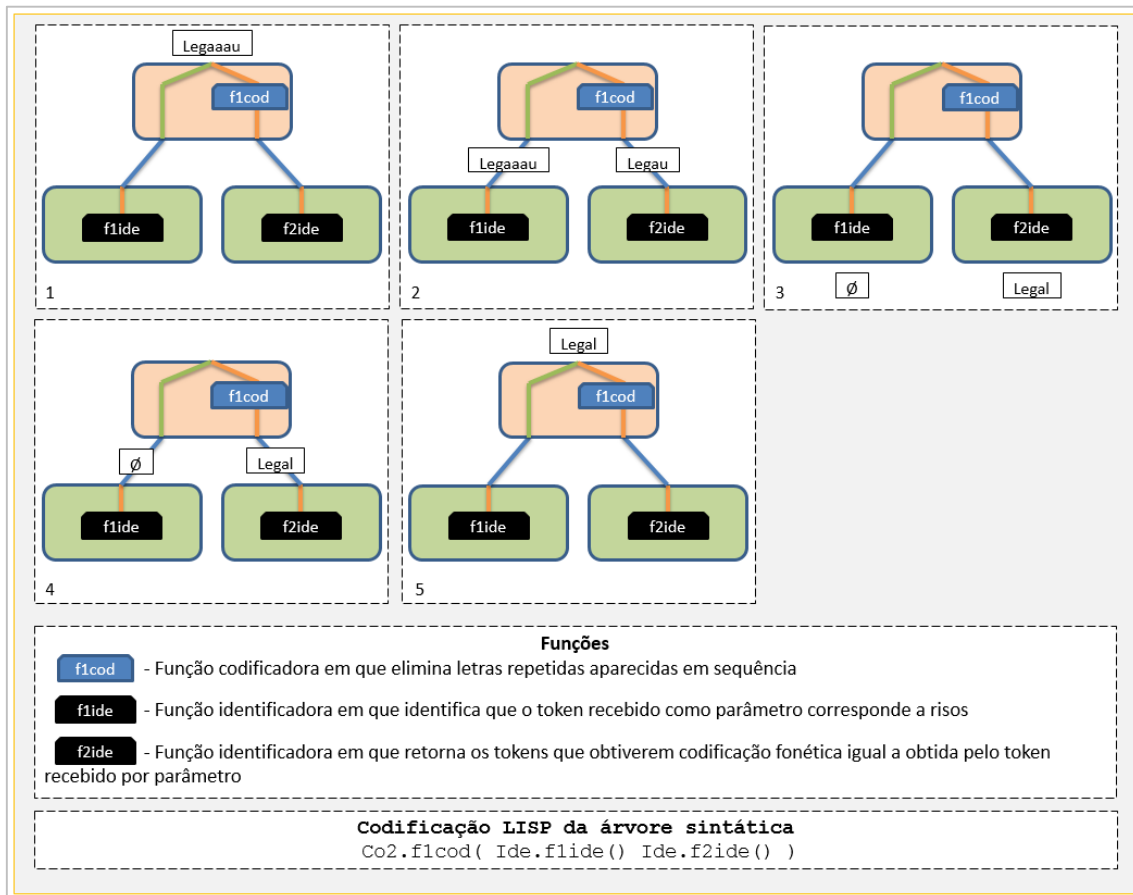 Legaaau
f1cod
f1ide
f2ide
1
f1cod
Legaaau
Legau
f1ide
f2ide
2
f1cod
f1ide
f2ide
3
Ø
Legal
f1cod
Ø
Legal
f1ide
f2ide
4
Legal
f1cod
f1ide
f2ide
5
Funções
f1cod - Função codificadora em que elimina letras repetidas aparecidas em sequência
f1ide - Função identificadora em que identifica que o token recebido como parâmetro corresponde a risos
f2ide - Função identificadora em que retorna os tokens que obtiverem codificação fonética igual a obtida pelo token
recebido por parâmetro
Codificação LISP da árvore sintática
Co2.f1cod( Ide.f1ide() Ide.f2ide() )